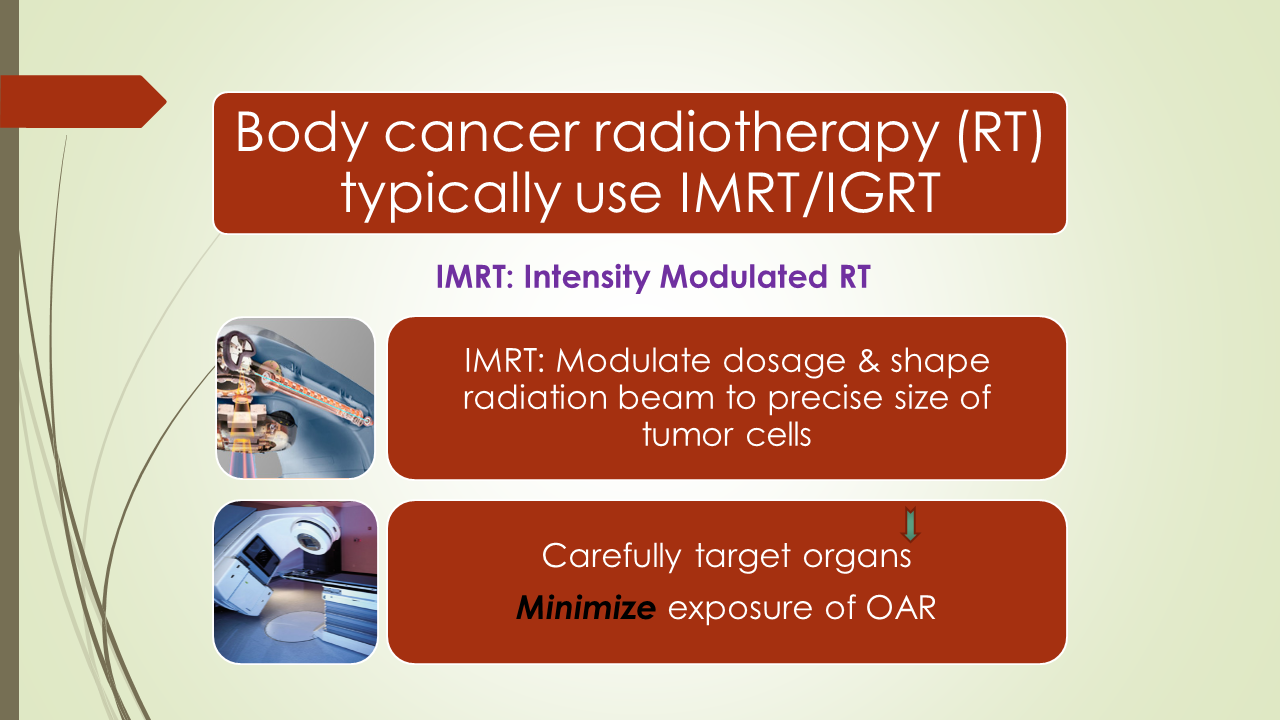 Body cancer radiotherapy (RT)
typically use IMRT/IGRT
IMRT: Intensity Modulated RT
IMRT: Modulate dosage & shape
radiation beam to precise size of
tumor cells
Carefully target organs
Minimize exposure of OAR